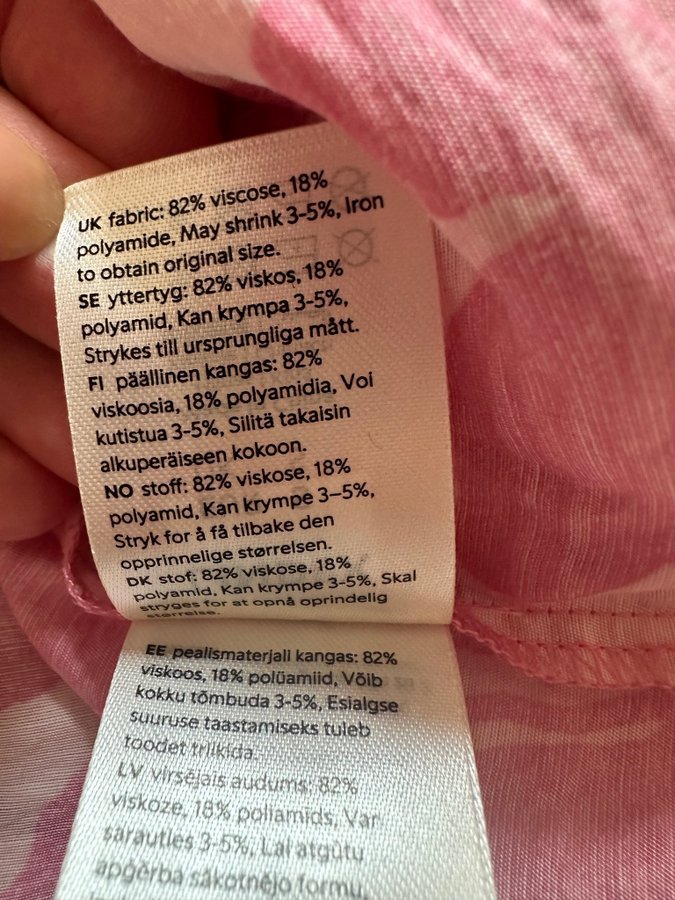 UK fabric: 82% viscose, 18%
polyamide, May shrink 3-5%, Iron
to obtain original size.
SE yttertyg: 82% viskos, 18%
polyamid, Kan krympa 3-5%,
Strykes till ursprungliga mått.
FI päällinen kangas: 82%
viskoosia, 18% polyamidia, Voi
kutistua 3-5%, Silitä takaisin
alkuperäiseen kokoon.
NO stoff: 82% viskose, 18%
polyamid, Kan krympe 3–5%,
Stryk for å få tilbake den
opprinnelige størrelsen.
DK stof: 82% viskose, 18%
polyamid, Kan krympe 3-5%, Skal
stryges for at opnå oprindelig
størrelse.
EE pealismaterjali kangas: 82%
viskoos, 18% polüamiid, Võib
kokku tõmbuda 3-5%, Esialgse
suuruse taastamiseks tuleb
toodet triikida.
LV virsējais audums: 82%
viskoze, 18% poliamids, Var
sarauties 3-5%, Lai atgūtu
apģērba sākotnējo formu,